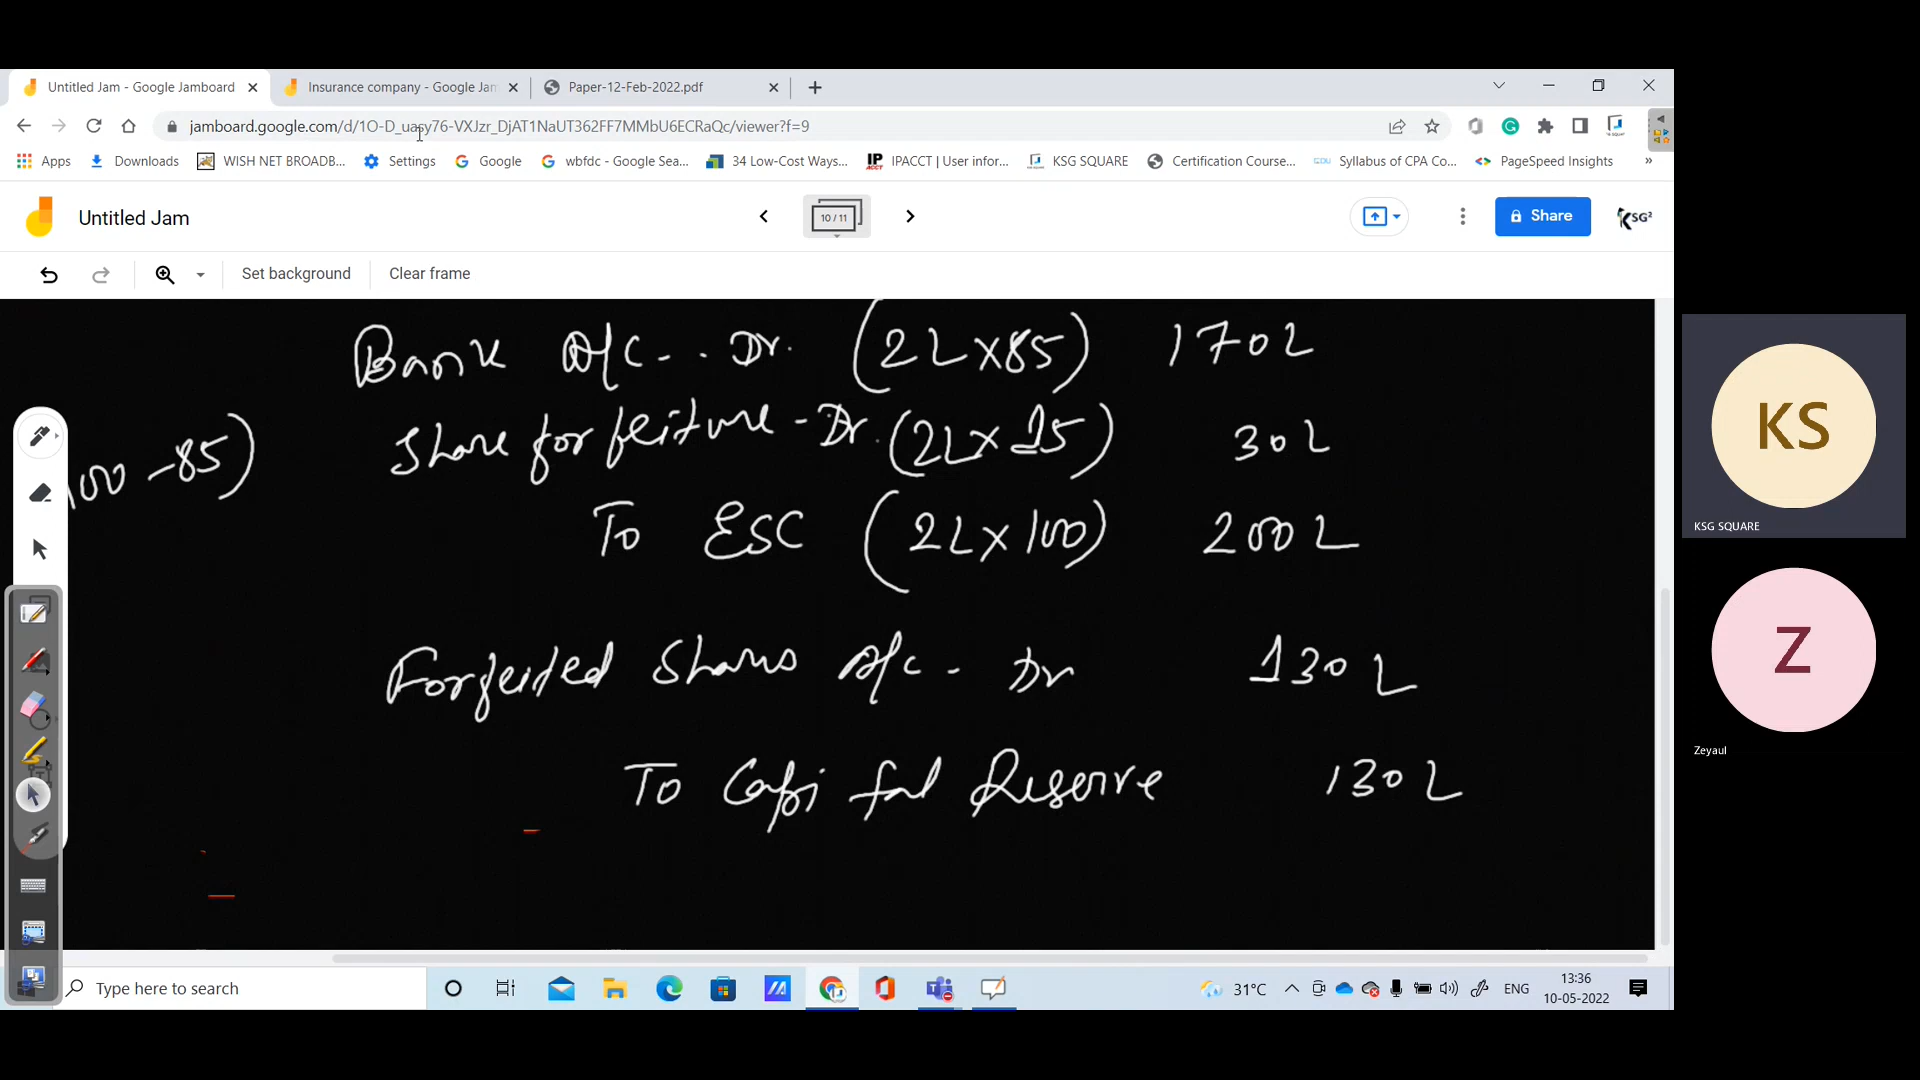 Untitled Jam - Google Jamboard
Insurance company - Google Jam
Paper-12-Feb-2022.pdf
jamboard.google.com/d/1O-D_uasy76-VXJzr_DjAT1NaUT362FF7MMbU6ECRaQc/viewer?f=9
Apps Downloads WISH NET BROADB... Settings Google wbfdc - Google Sea... 34 Low-Cost Ways... IPACCT | User infor... KSG SQUARE Certification Course... Syllabus of CPA Co... PageSpeed Insights »
Untitled Jam
10 / 11
Share
KSG²
Set background Clear frame
Bank A/c - . Dr. (2L×85) 170L
100 - 85) Share forfeiture - Dr. (2L×15) 30L
To ESC (2L×100) 200L
Forfeited Shares A/c - Dr 130L
To Capital Reserve 130L
KS
KSG SQUARE
Z
Zeyaul
Type here to search
31°C
ENG
13:36
10-05-2022